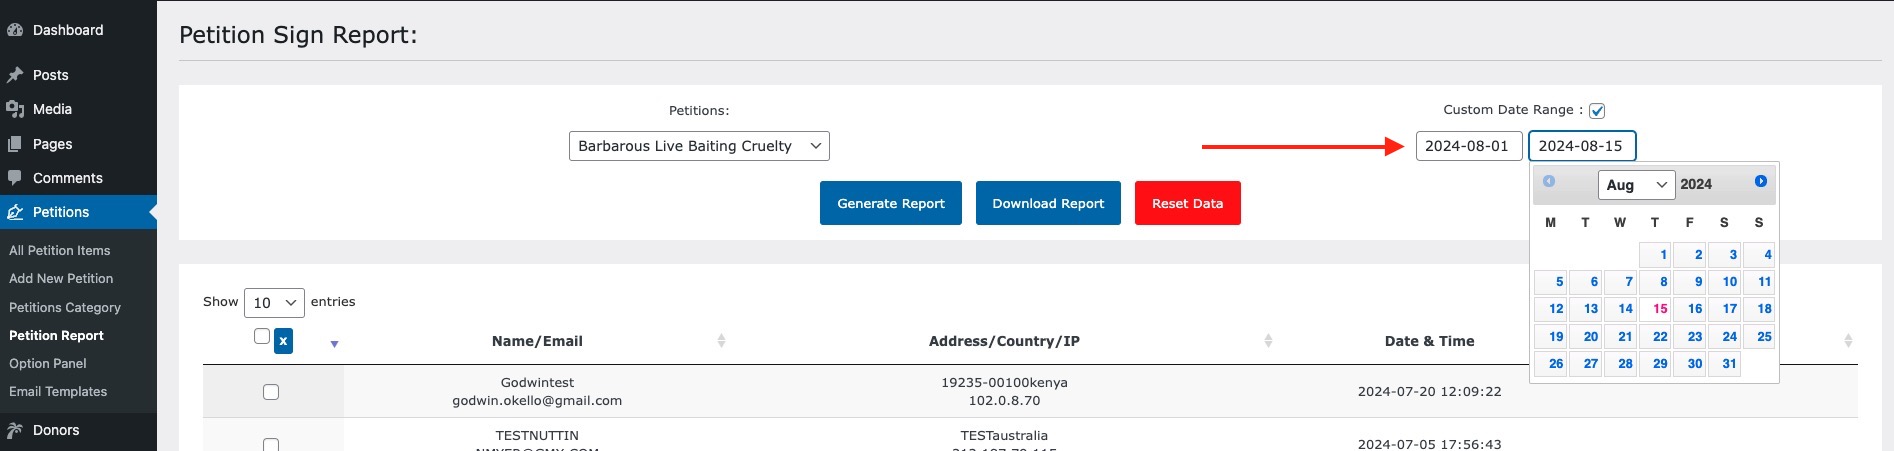 Dashboard
Posts
Media
Pages
Comments
Petitions
All Petition Items
Add New Petition
Petitions Category
Petition Report
Option Panel
Email Templates
Donors
Petition Sign Report:
Petitions:
Barbarous Live Baiting Cruelty
Custom Date Range :
2024-08-01 2024-08-15
Generate Report Download Report Reset Data
Aug 2024
M T W T F S S
1 2 3 4
5 6 7 8 9 10 11
12 13 14 15 16 17 18
19 20 21 22 23 24 25
26 27 28 29 30 31
Show 10 entries
x Name/Email Address/Country/IP Date & Time
Godwintest 19235-00100kenya
godwin.okello@gmail.com 102.0.8.70 2024-07-20 12:09:22
TESTNUTTIN TESTaustralia
2024-07-05 17:56:43